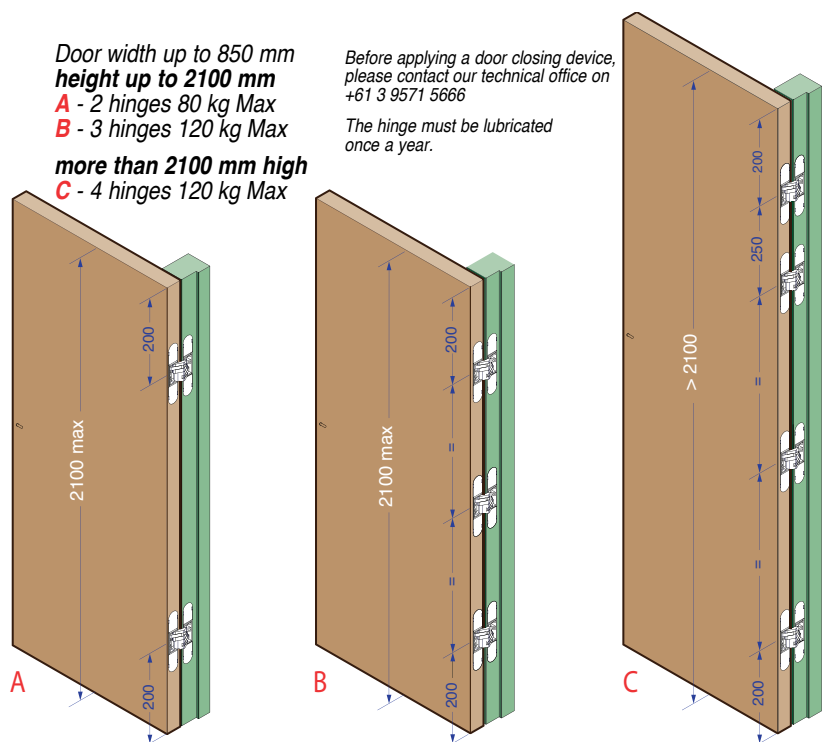 Door width up to 850 mm
height up to 2100 mm
A - 2 hinges 80 kg Max
B - 3 hinges 120 kg Max
more than 2100 mm high
C - 4 hinges 120 kg Max
Before applying a door closing device,
please contact our technical office on
+61 3 9571 5666
The hinge must be lubricated
once a year.
200
2100 max
200
A
200
=
2100 max
=
200
B
200
250
> 2100
=
=
200
C